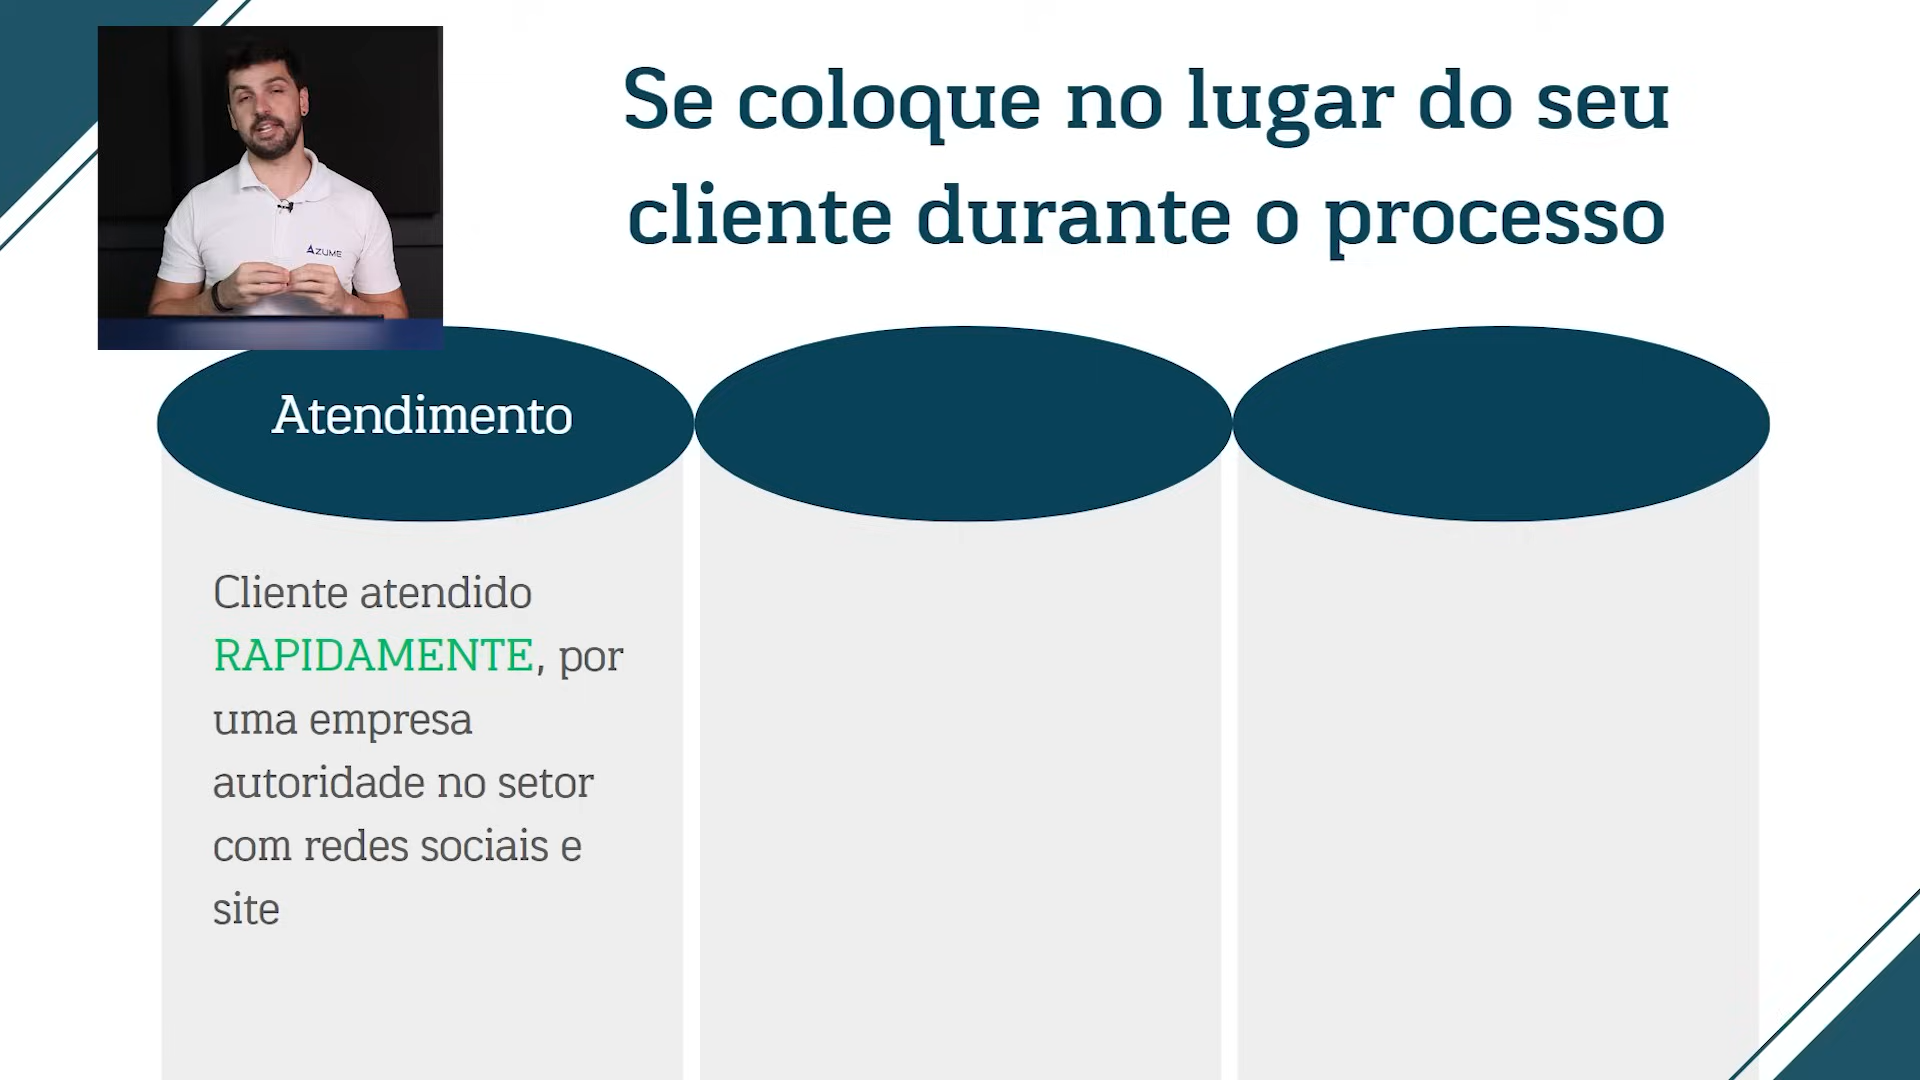 Se coloque no lugar do seu
cliente durante o processo
AZUME
Atendimento
Cliente atendido
RAPIDAMENTE, por
uma empresa
autoridade no setor
com redes sociais e
site